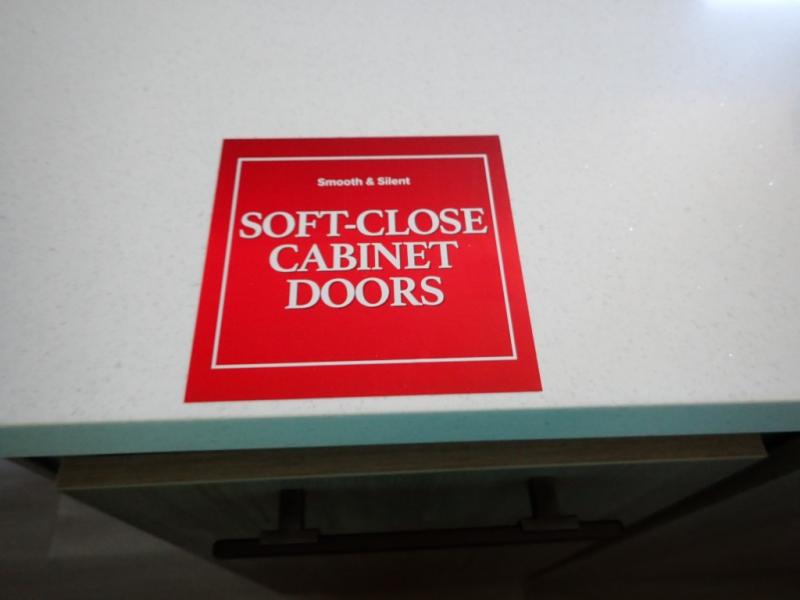 Smooth & Silent
SOFT-CLOSE
CABINET
DOORS